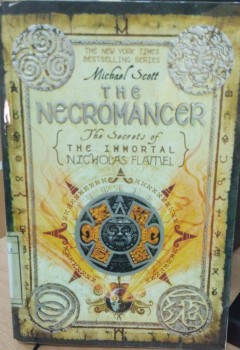 THE NEW YORK TIMES
BESTSELLING SERIES
Michael Scott
THE
NECROMANCER
The Secrets of
THE IMMORTAL
NICHOLAS FLAMEL